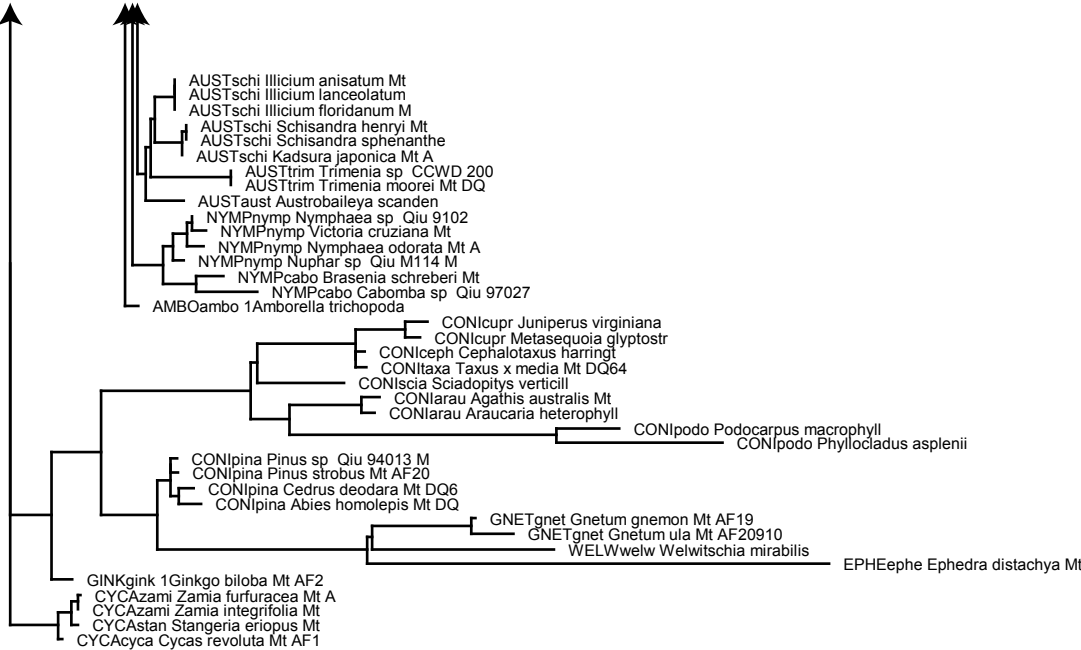 AUSTschi Illicium anisatum Mt
AUSTschi Illicium lanceolatum
AUSTschi Illicium floridanum M
AUSTschi Schisandra henryi Mt
AUSTschi Schisandra sphenanthe
AUSTschi Kadsura japonica Mt A
AUSTtrim Trimenia sp CCWD 200
AUSTtrim Trimenia moorei Mt DQ
AUSTaust Austrobaileya scanden
NYMPnymp Nymphaea sp Qiu 9102
NYMPnymp Victoria cruziana Mt
NYMPnymp Nymphaea odorata Mt A
NYMPnymp Nuphar sp Qiu M114 M
NYMPcabo Brasenia schreberi Mt
NYMPcabo Cabomba sp Qiu 97027
AMBOambo 1Amborella trichopoda
CONIcupr Juniperus virginiana
CONIcupr Metasequoia glyptostr
CONIceph Cephalotaxus harringt
CONItaxa Taxus x media Mt DQ64
CONIscia Sciadopitys verticill
CONIarau Agathis australis Mt
CONIarau Araucaria heterophyll
CONIpodo Podocarpus macrophyll
CONIpodo Phyllocladus asplenii
CONIpina Pinus sp Qiu 94013 M
CONIpina Pinus strobus Mt AF20
CONIpina Cedrus deodara Mt DQ6
CONIpina Abies homolepis Mt DQ
GNETgnet Gnetum gnemon Mt AF19
GNETgnet Gnetum ula Mt AF20910
WELWwelw Welwitschia mirabilis
EPHEephe Ephedra distachya Mt
GINKgink 1Ginkgo biloba Mt AF2
CYCAzami Zamia furfuracea Mt A
CYCAzami Zamia integrifolia Mt
CYCAstan Stangeria eriopus Mt
CYCAcyca Cycas revoluta Mt AF1